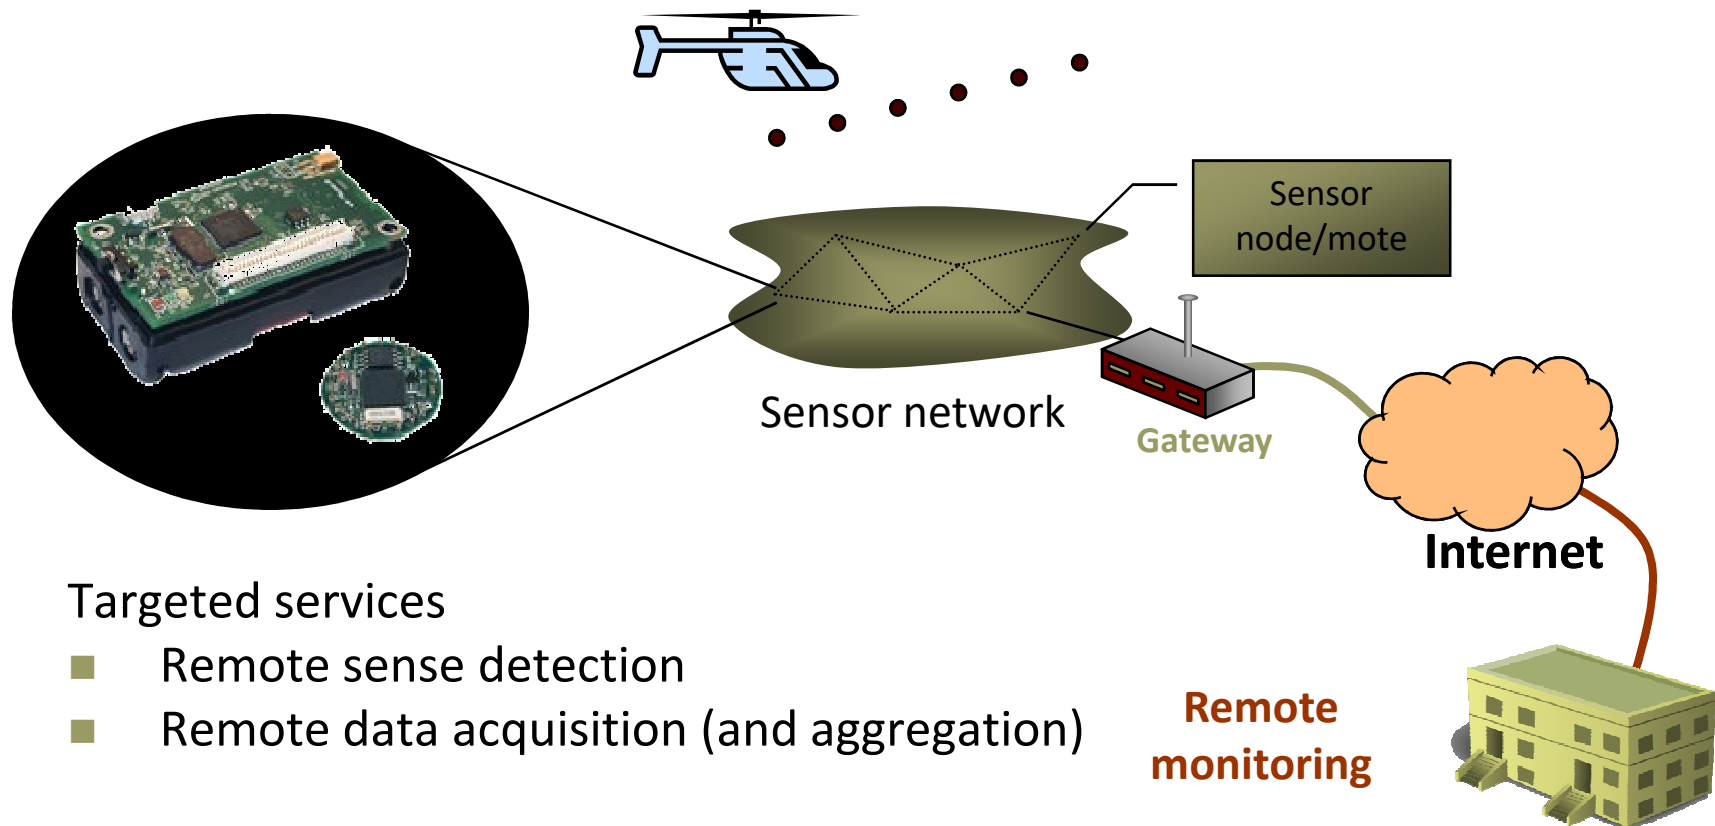 Sensor
node/mote
Sensor network
Gateway
Internet
Targeted services
Remote sense detection
Remote data acquisition (and aggregation)
Remote
monitoring